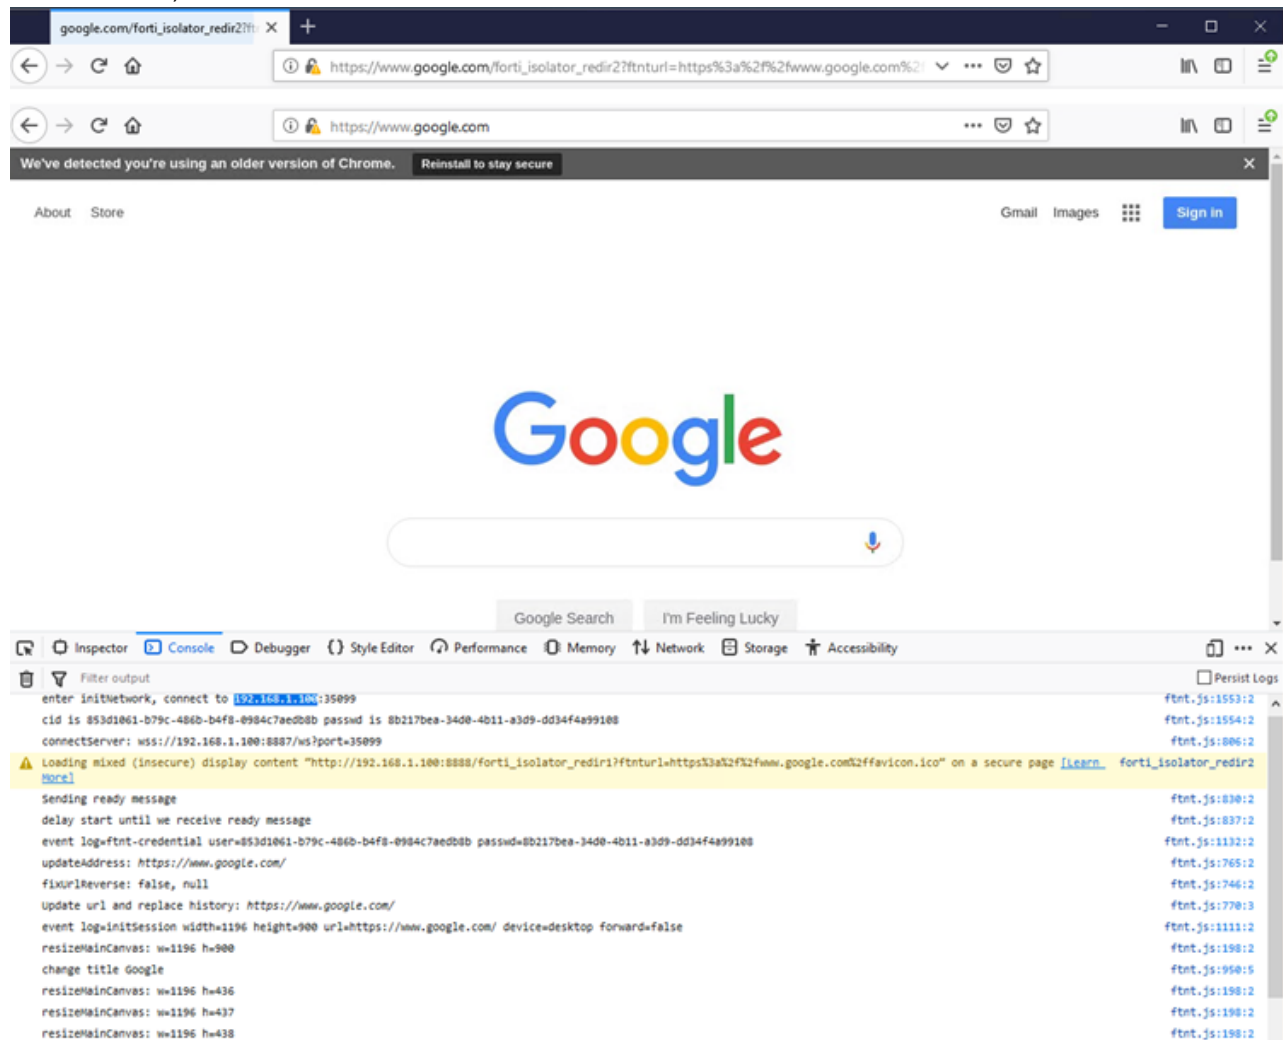 google.com/forti_isolator_redir2?ft
https://www.google.com/forti_isolator_redir2?ftnturl=https%3a%2f%2fwww.google.com%2f
https://www.google.com
We've detected you're using an older version of Chrome. Reinstall to stay secure
About Store Gmail Images Sign in
Google
Google Search I'm Feeling Lucky
Inspector Console Debugger Style Editor Performance Memory Network Storage Accessibility
Filter output Persist Logs
enter initNetwork, connect to 192.168.1.100:35099 ftnt.js:1553:2
cid is 853d1061-b79c-486b-b4f8-0984c7aedb8b passwd is 8b217bea-34d0-4b11-a3d9-dd34f4a99108 ftnt.js:1554:2
connectServer: wss://192.168.1.100:8887/ws?port=35099 ftnt.js:806:2
Loading mixed (insecure) display content "http://192.168.1.100:8888/forti_isolator_redir1?ftnturl=https%3a%2f%2fwww.google.com%2ffavicon.ico" on a secure page [Learn forti_isolator_redir2
More]
Sending ready message ftnt.js:830:2
delay start until we receive ready message ftnt.js:837:2
event log=ftnt-credential user=853d1061-b79c-486b-b4f8-0984c7aedb8b passwd=8b217bea-34d0-4b11-a3d9-dd34f4a99108 ftnt.js:1132:2
updateAddress: https://www.google.com/ ftnt.js:765:2
fixUrlReverse: false, null ftnt.js:746:2
Update url and replace history: https://www.google.com/ ftnt.js:770:3
event log=initSession width=1196 height=900 url=https://www.google.com/ device=desktop forward=false ftnt.js:1111:2
resizeMainCanvas: w=1196 h=900 ftnt.js:198:2
change title Google ftnt.js:950:5
resizeMainCanvas: w=1196 h=436 ftnt.js:198:2
resizeMainCanvas: w=1196 h=437 ftnt.js:198:2
resizeMainCanvas: w=1196 h=438 ftnt.js:198:2